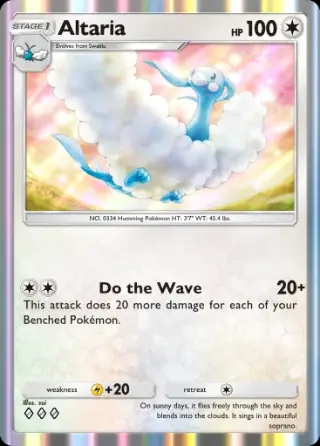 STAGE 1
Altaria
HP 100
Evolves from Swablu.
NO. 0334 Humming Pokémon HT: 3'7" WT: 45.4 lbs.
Do the Wave 20+
This attack does 20 more damage for each of your
Benched Pokémon.
weakness +20 retreat
Illus. sui
On sunny days, it flies freely through the sky and
blends into the clouds. It sings in a beautiful
soprano.